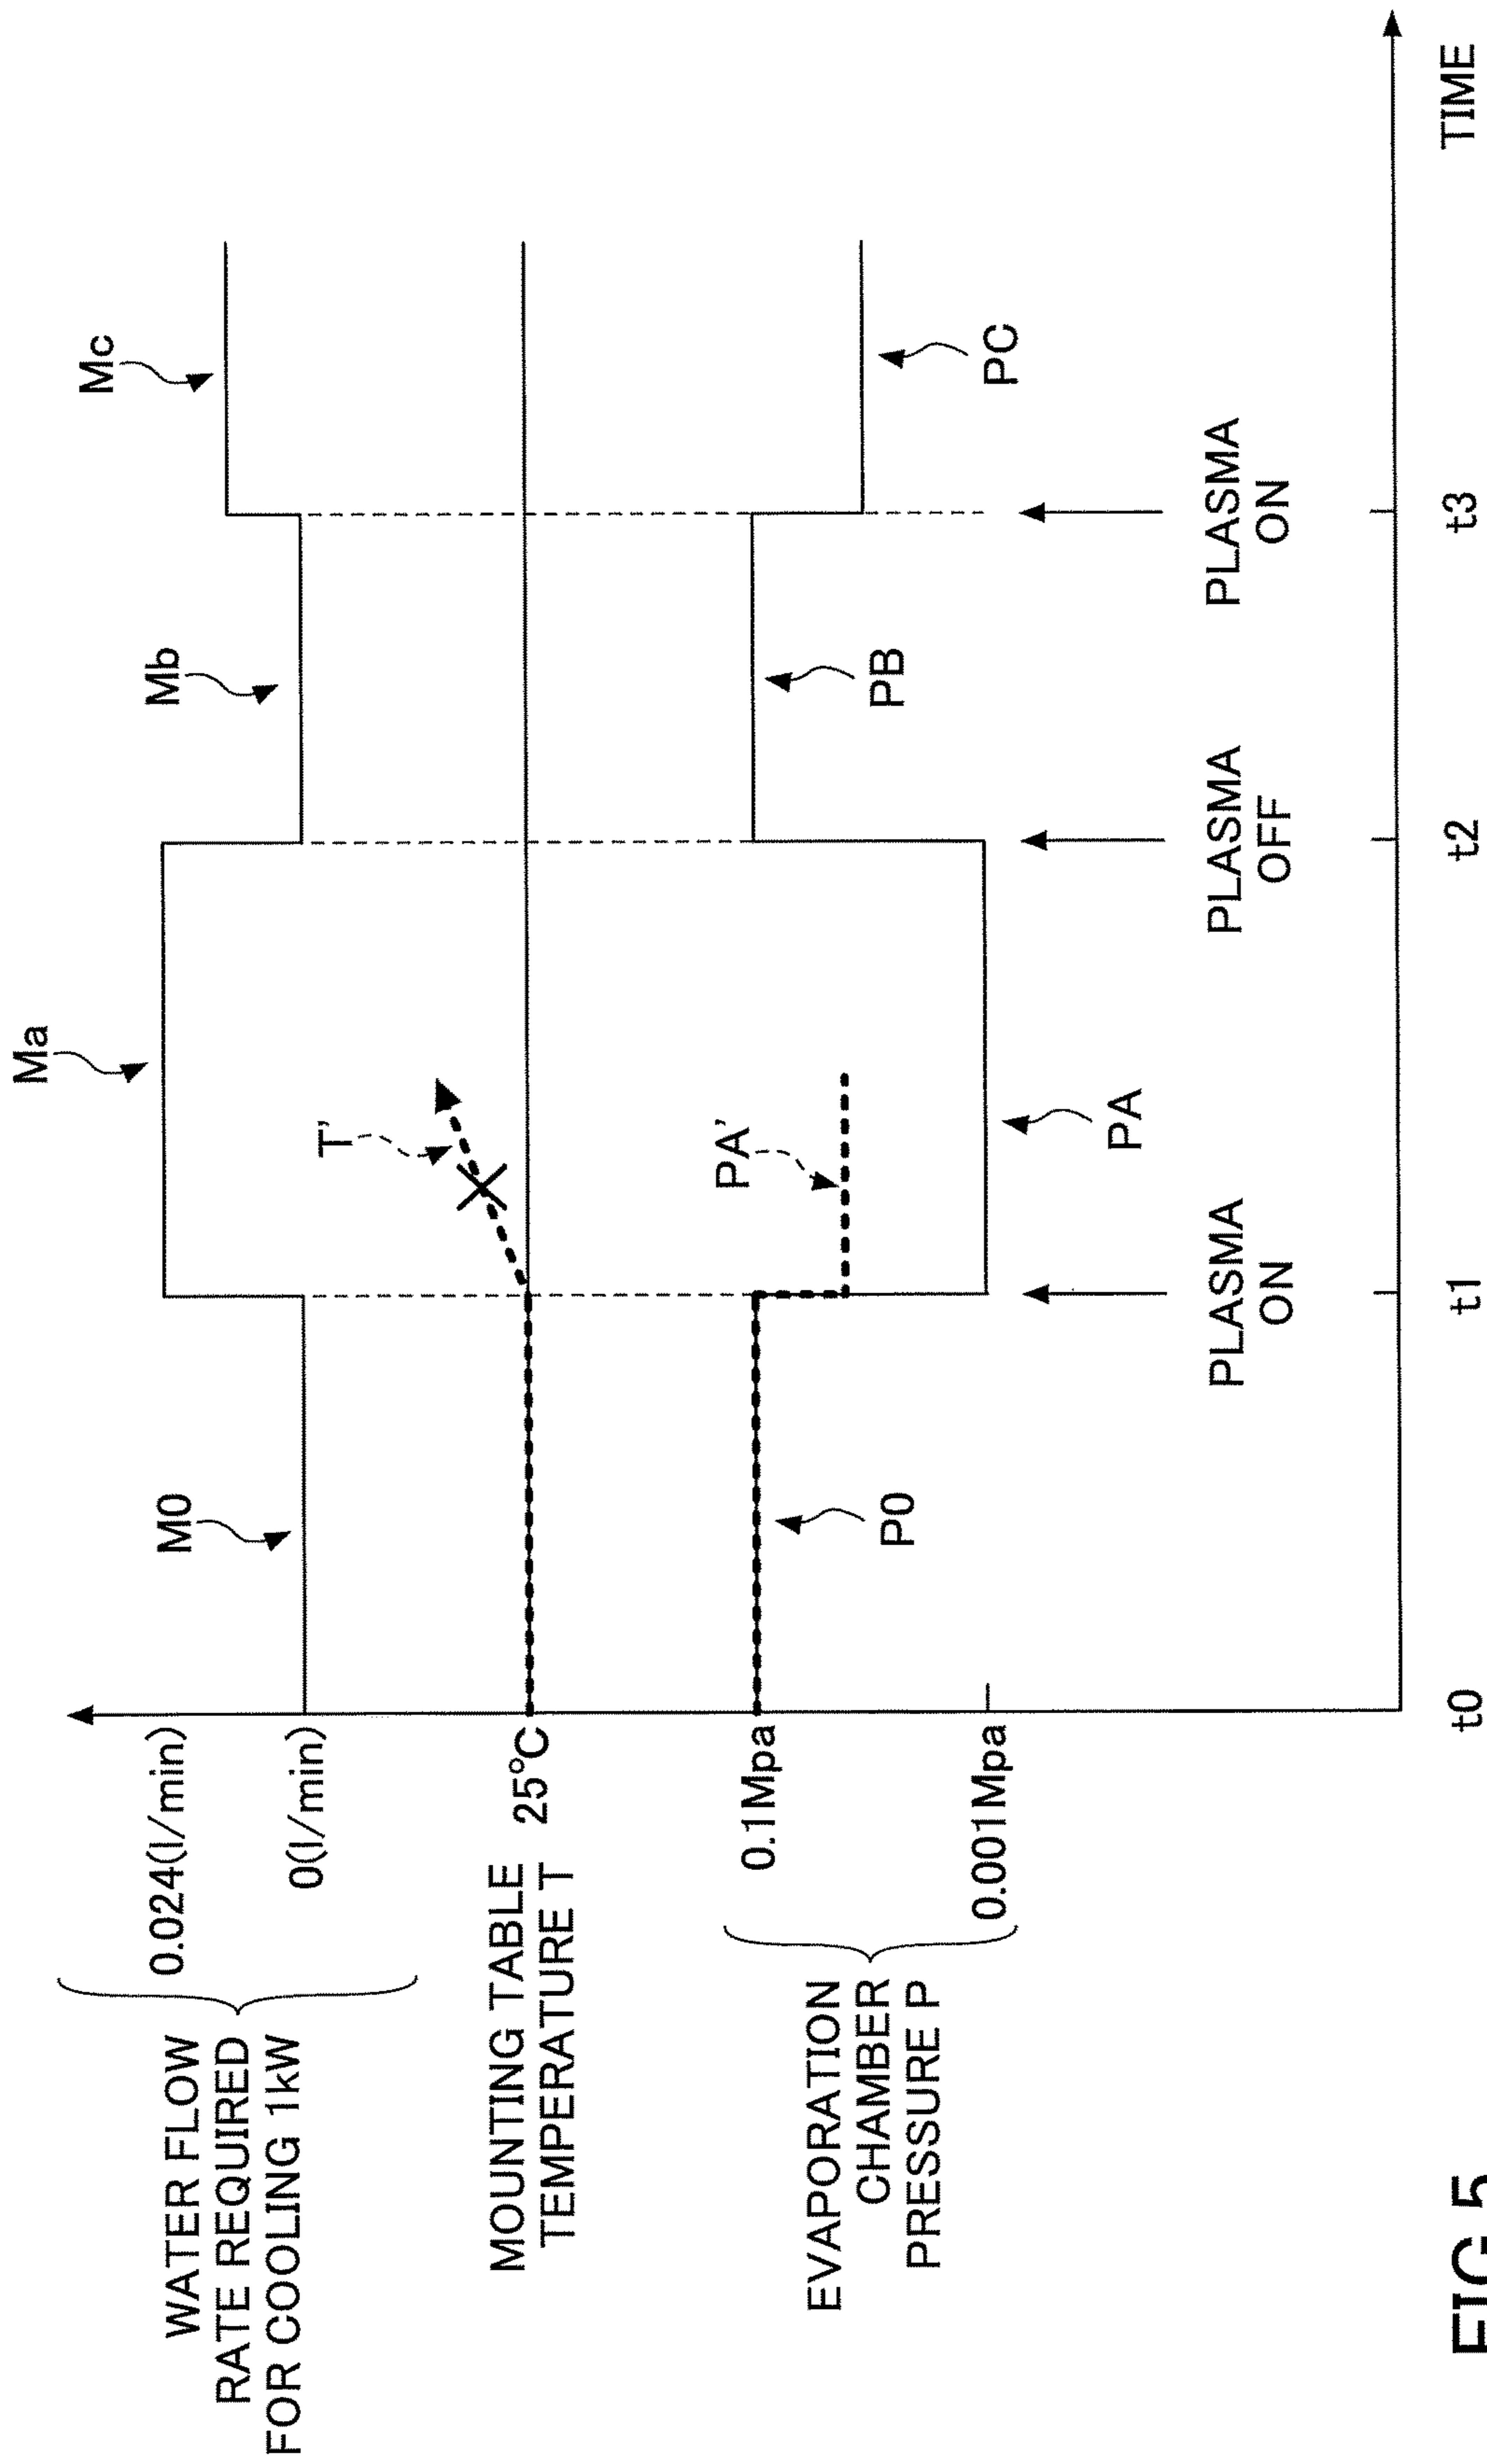 Ma
Mb
Mc
M0
T'
PA'
0.024(l/min)
0(l/min)
WATER FLOW
RATE REQUIRED
FOR COOLING 1kW
MOUNTING TABLE
TEMPERATURE T
25°C
0.1Mpa
0.001Mpa
EVAPORATION
CHAMBER
PRESSURE P
P0
PA
PB
PC
PLASMA
ON
PLASMA
OFF
PLASMA
ON
t0
t1
t2
t3
TIME
FIG.5